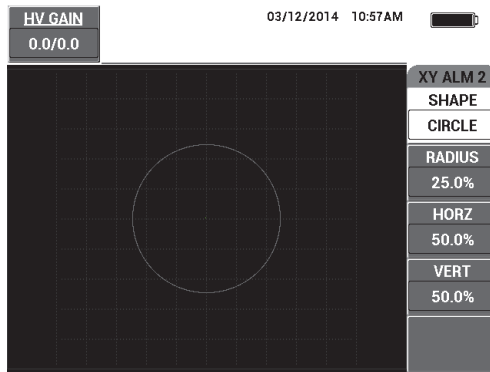 HV GAIN
0.0/0.0
03/12/2014 10:57AM
XY ALM 2
SHAPE
CIRCLE
RADIUS
25.0%
HORZ
50.0%
VERT
50.0%